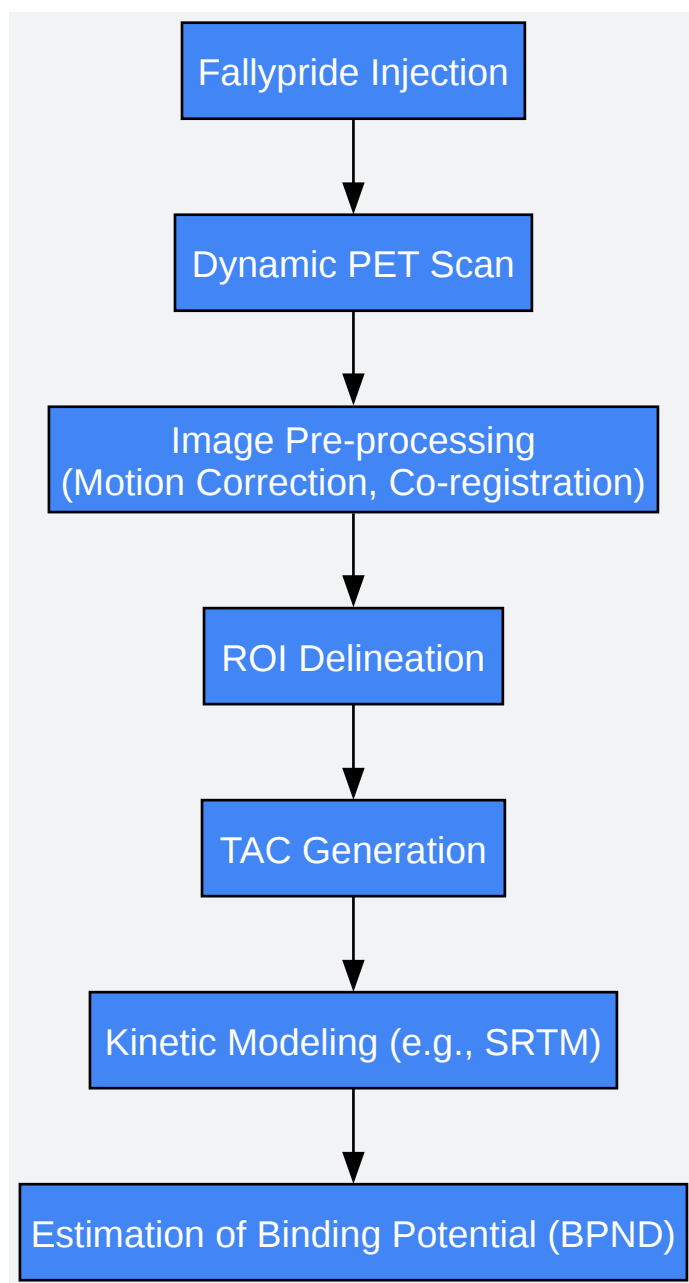 Fallypride Injection
Dynamic PET Scan
Image Pre-processing
(Motion Correction, Co-registration)
ROI Delineation
TAC Generation
Kinetic Modeling (e.g., SRTM)
Estimation of Binding Potential (BPND)